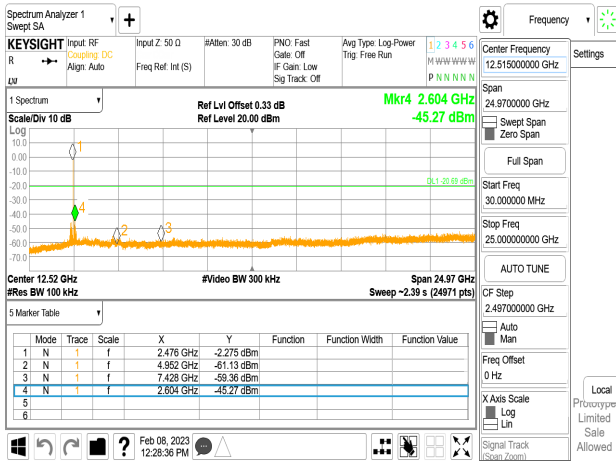 Spectrum Analyzer 1
Swept SA
▼
+
Frequency
▼
KEYSIGHT
Input: RF
Coupling: DC
Align: Auto
R
LXI
Input Z: 50 Ω
Freq Ref: Int (S)
#Atten: 30 dB
PNO: Fast
Gate: Off
IF Gain: Low
Sig Track: Off
Avg Type: Log-Power
Trig: Free Run
1 2 3 4 5 6
M W W W W W
P N N N N N
1 Spectrum
▼
Scale/Div 10 dB
Ref Lvl Offset 0.33 dB
Ref Level 20.00 dBm
Mkr4 2.604 GHz
-45.27 dBm
Log
10.0
0.00
-10.0
-20.0
-30.0
-40.0
-50.0
-60.0
-70.0
1
4
2
3
DL1 -20.69 dBm
Center 12.52 GHz
#Res BW 100 kHz
#Video BW 300 kHz
Span 24.97 GHz
Sweep ~2.39 s (24971 pts)
5 Marker Table
▼
Mode Trace Scale X Y Function Function Width Function Value
1 N 1 f 2.476 GHz -2.275 dBm
2 N 1 f 4.952 GHz -61.13 dBm
3 N 1 f 7.428 GHz -59.36 dBm
4 N 1 f 2.604 GHz -45.27 dBm
5
6
Feb 08, 2023
12:28:36 PM
?
Center Frequency
12.515000000 GHz
Span
24.9700000 GHz
Swept Span
Zero Span
Full Span
Start Freq
30.000000 MHz
Stop Freq
25.000000000 GHz
AUTO TUNE
CF Step
2.497000000 GHz
Auto
Man
Freq Offset
0 Hz
X Axis Scale
Log
Lin
Signal Track
(Span Zoom)
Settings
Local
Prototype
Limited
Sale
Allowed